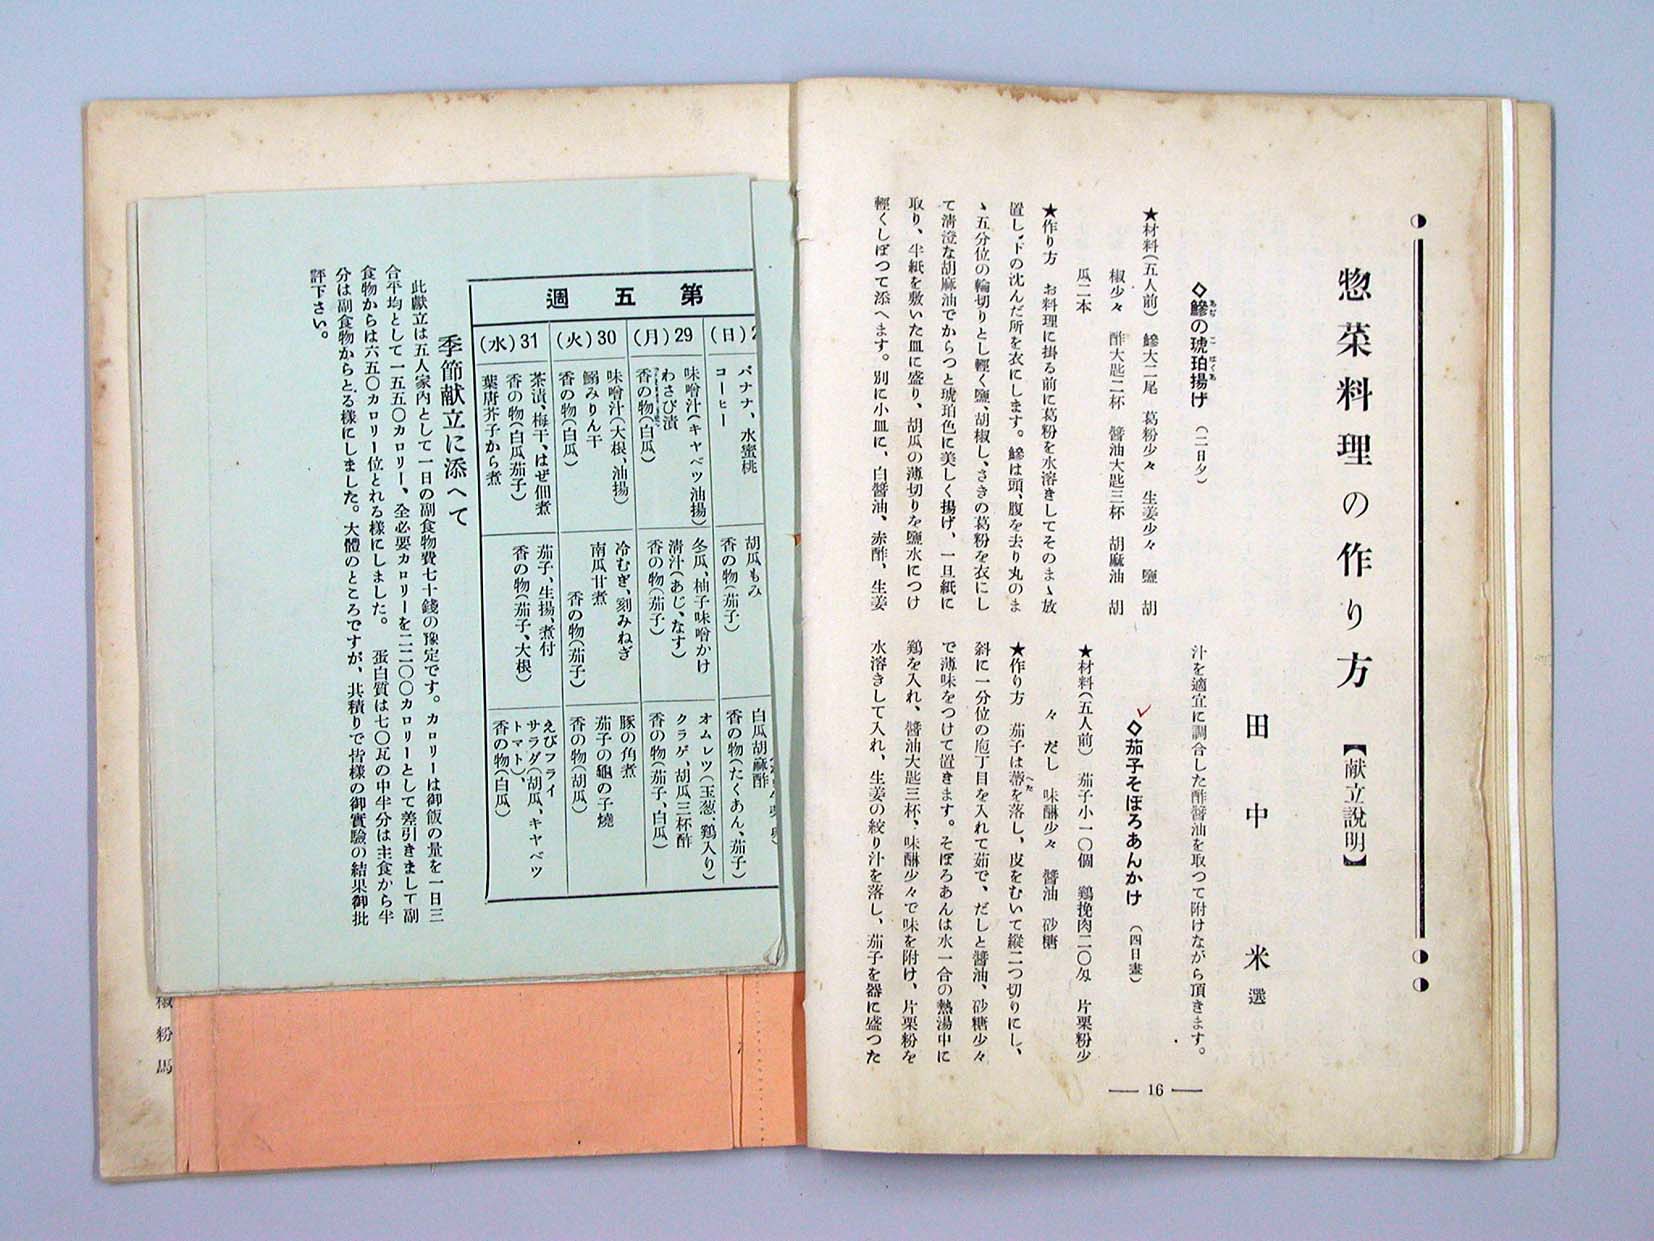 惣菜料理の作り方【献立説明】
田中米選
◇鰺の琥珀揚げ（二日夕）
★材料（五人前）　鰺大二尾　葛粉少々　生姜少々　鹽　胡
椒少々　酢大匙二杯　醤油大匙三杯　胡麻油　胡
瓜二本
★作り方　お料理に掛る前に葛粉を水溶きしてそのまゝ放
置し、下の沈んだ所を衣にします。鰺は頭、腹を去り丸のま
ゝ五分位の輪切りとし輕く鹽、胡椒し、さきの葛粉を衣にし
て清澄な胡麻油でからつと琥珀色に美しく揚げ、一旦紙に
取り、半紙を敷いた皿に盛り、胡瓜の薄切りを鹽水につけ
輕くしぼつて添へます。別に小皿に、白醤油、赤酢、生姜
汁を適宜に調合した酢醤油を取つて附けながら頂きます。
◇茄子そぼろあんかけ（四日晝）
★材料（五人前）　茄子小一〇個　鶏挽肉二〇匁　片栗粉少
々　だし　味醂少々　醤油　砂糖
★作り方　茄子は蔕を落し、皮をむいて縦二つ切りにし、
斜に一分位の庖丁目を入れて茹で、だしと醤油、砂糖少々
で薄味をつけて置きます。そぼろあんは水一合の熱湯中に
鶏を入れ、醤油大匙三杯、味醂少々で味を附け、片栗粉を
水溶きして入れ、生姜の絞り汁を落し、茄子を器に盛つた
— 16 —
第五週
(日)
バナナ、水蜜桃
コーヒー
胡瓜もみ
香の物(茄子)
白瓜胡麻酢
香の物(たくあん、茄子)
29(月)
味噌汁(キャベツ油揚)
わさび漬
香の物(白瓜)
冬瓜、柚子味噌かけ
清汁(あじ、なす)
香の物(茄子)
オムレツ(玉葱、鶏入り)
クラゲ、胡瓜三杯酢
香の物(茄子、白瓜)
30(火)
味噌汁(大根、油揚)
鰯みりん干
香の物(白瓜)
冷むぎ、刻みねぎ
南瓜甘煮
香の物(茄子)
豚の角煮
茄子の龜の子燒
香の物(胡瓜)
31(水)
茶漬、梅干、はぜ佃煮
香の物(白瓜茄子)
葉唐芥子から煮
茄子、生揚、煮付
香の物(茄子、大根)
えびフライ
サラダ(胡瓜、キャベツ
トマト)
香の物(白瓜)
季節献立に添へて
此獻立は五人家内として一日の副食物費七十錢の豫定です。カロリーは御飯の量を一日三
合平均として一五五〇カロリー、全必要カロリーを二二〇〇カロリーとして差引きまして副
食物からは六五〇カロリー位とれる樣にしました。　蛋白質は七〇瓦の中半分は主食から半
分は副食物からとる樣にしました。大體のところですが、共積りで皆樣の御實驗の結果御批
評下さい。
椒粉馬